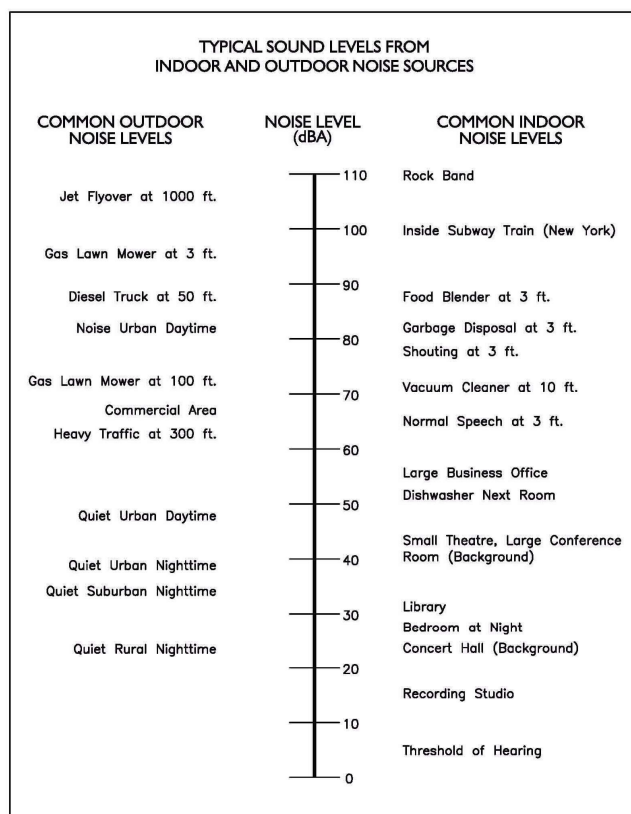 TYPICAL SOUND LEVELS FROM
INDOOR AND OUTDOOR NOISE SOURCES
COMMON OUTDOOR
NOISE LEVELS
NOISE LEVEL
(dBA)
COMMON INDOOR
NOISE LEVELS
110
Rock Band
Jet Flyover at 1000 ft.
100
Inside Subway Train (New York)
Gas Lawn Mower at 3 ft.
90
Diesel Truck at 50 ft.
Food Blender at 3 ft.
Noise Urban Daytime
Garbage Disposal at 3 ft.
80
Shouting at 3 ft.
Gas Lawn Mower at 100 ft.
Vacuum Cleaner at 10 ft.
70
Commercial Area
Normal Speech at 3 ft.
Heavy Traffic at 300 ft.
60
Large Business Office
Dishwasher Next Room
50
Quiet Urban Daytime
Small Theatre, Large Conference
Room (Background)
40
Quiet Urban Nighttime
Quiet Suburban Nighttime
Library
30
Bedroom at Night
Quiet Rural Nighttime
Concert Hall (Background)
20
Recording Studio
10
Threshold of Hearing
0